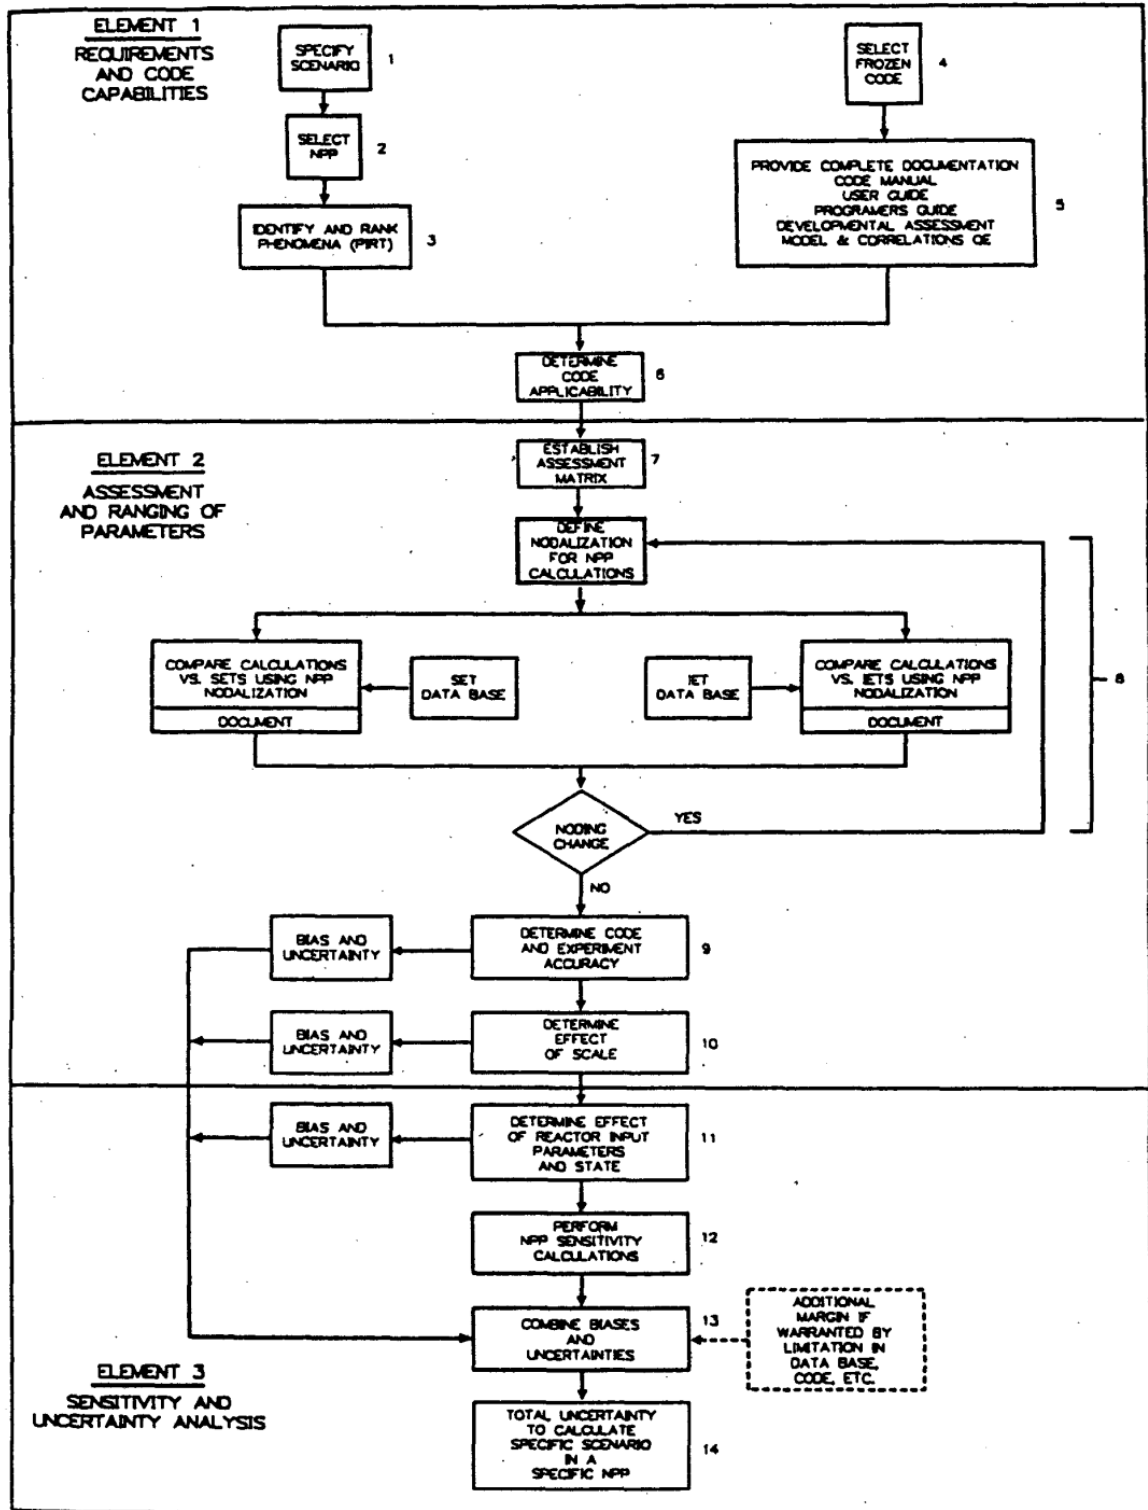 ELEMENT 1
REQUIREMENTS
AND CODE
CAPABILITIES
SPECIFY
SCENARIO
1
SELECT
NPP
2
IDENTIFY AND RANK
PHENOMENA (PIRT)
3
SELECT
FROZEN
CODE
4
PROVIDE COMPLETE DOCUMENTATION
CODE MANUAL
USER GUIDE
PROGRAMERS GUIDE
DEVELOPMENTAL ASSESSMENT
MODEL & CORRELATIONS QE
5
DETERMINE
CODE
APPLICABILITY
6
ELEMENT 2
ASSESSMENT
AND RANGING OF
PARAMETERS
ESTABLISH
ASSESSMENT
MATRIX
7
DEFINE
NODALIZATION
FOR NPP
CALCULATIONS
COMPARE CALCULATIONS
VS. SETS USING NPP
NODALIZATION
DOCUMENT
SET
DATA BASE
IET
DATA BASE
COMPARE CALCULATIONS
VS. IETS USING NPP
NODALIZATION
DOCUMENT
8
NODING
CHANGE
YES
NO
BIAS AND
UNCERTAINTY
DETERMINE CODE
AND EXPERIMENT
ACCURACY
9
BIAS AND
UNCERTAINTY
DETERMINE
EFFECT
OF SCALE
10
BIAS AND
UNCERTAINTY
DETERMINE EFFECT
OF REACTOR INPUT
PARAMETERS
AND STATE
11
PERFORM
NPP SENSITIVITY
CALCULATIONS
12
COMBINE BIASES
AND
UNCERTAINTIES
13
ADDITIONAL
MARGIN IF
WARRANTED BY
LIMITATION IN
DATA BASE,
CODE, ETC.
ELEMENT 3
SENSITIVITY AND
UNCERTAINTY ANALYSIS
TOTAL UNCERTAINTY
TO CALCULATE
SPECIFIC SCENARIO
IN A
SPECIFIC NPP
14